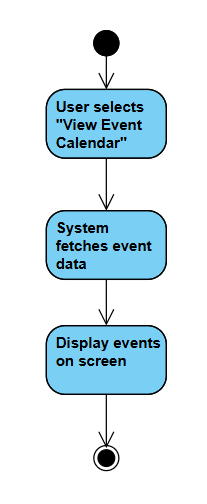 User selects
"View Event
Calendar"
System
fetches event
data
Display events
on screen